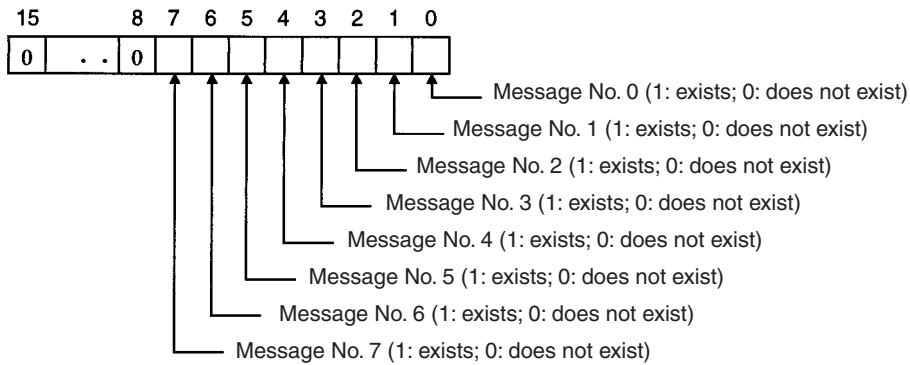 15 8 7 6 5 4 3 2 1 0
0 . . 0
Message No. 0 (1: exists; 0: does not exist)
Message No. 1 (1: exists; 0: does not exist)
Message No. 2 (1: exists; 0: does not exist)
Message No. 3 (1: exists; 0: does not exist)
Message No. 4 (1: exists; 0: does not exist)
Message No. 5 (1: exists; 0: does not exist)
Message No. 6 (1: exists; 0: does not exist)
Message No. 7 (1: exists; 0: does not exist)